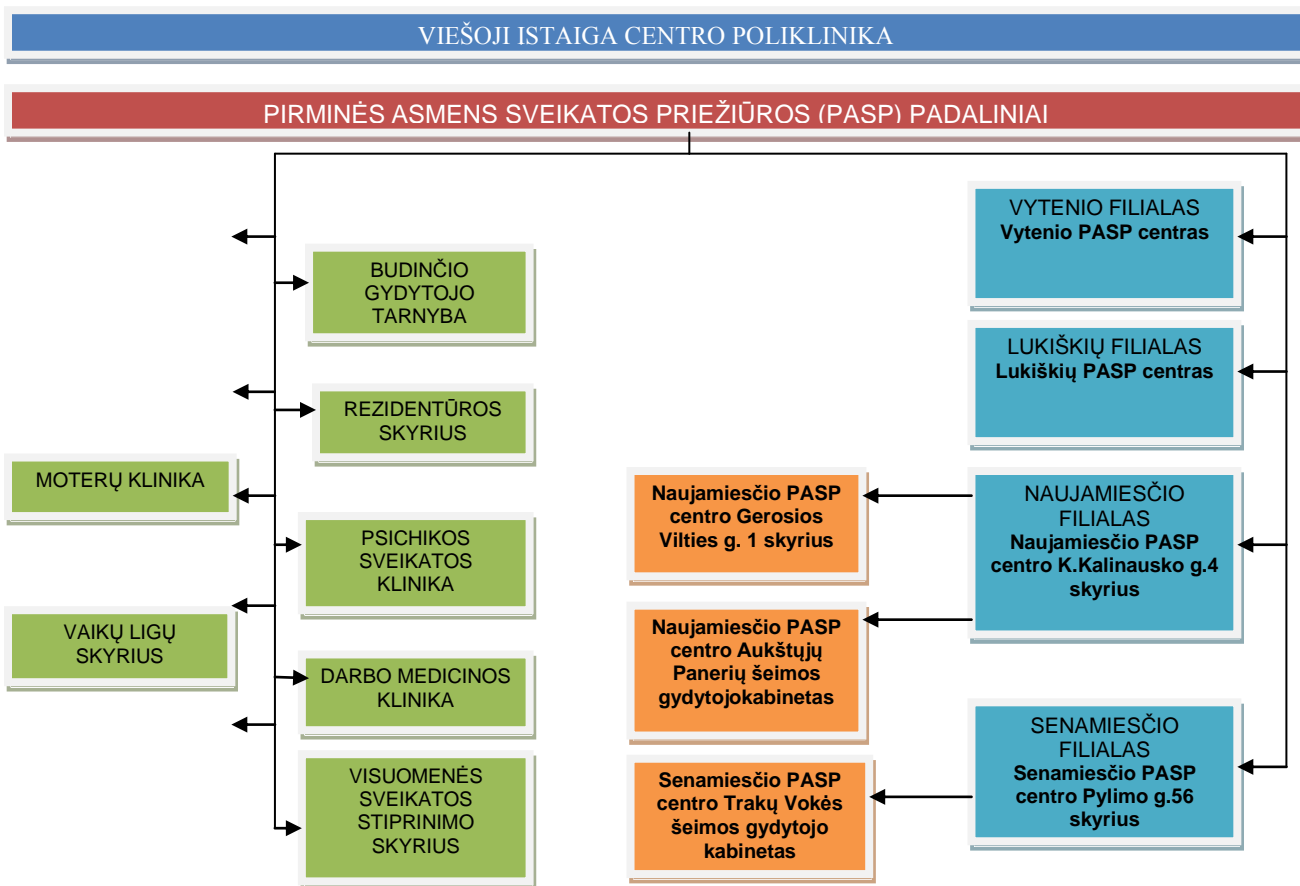 VIEŠOJI ISTAIGA CENTRO POLIKLINIKA
PIRMINĖS ASMENS SVEIKATOS PRIEŽIŪROS (PASP) PADALINIAI
BUDINČIO
GYDYTOJO
TARNYBA
REZIDENTŪROS
SKYRIUS
MOTERŲ KLINIKA
PSICHIKOS
SVEIKATOS
KLINIKA
VAIKŲ LIGŲ
SKYRIUS
DARBO MEDICINOS
KLINIKA
VISUOMENĖS
SVEIKATOS
STIPRINIMO
SKYRIUS
VYTENIO FILIALAS
Vytenio PASP centras
LUKIŠKIŲ FILIALAS
Lukiškių PASP centras
NAUJAMIESČIO
FILIALAS
Naujamiesčio PASP
centro K.Kalinausko g.4
skyrius
Naujamiesčio PASP
centro Gerosios
Vilties g. 1 skyrius
Naujamiesčio PASP
centro Aukštųjų
Panerių šeimos
gydytojokabinetas
SENAMIESČIO
FILIALAS
Senamiesčio PASP
centro Pylimo g.56
skyrius
Senamiesčio PASP
centro Trakų Vokės
šeimos gydytojo
kabinetas